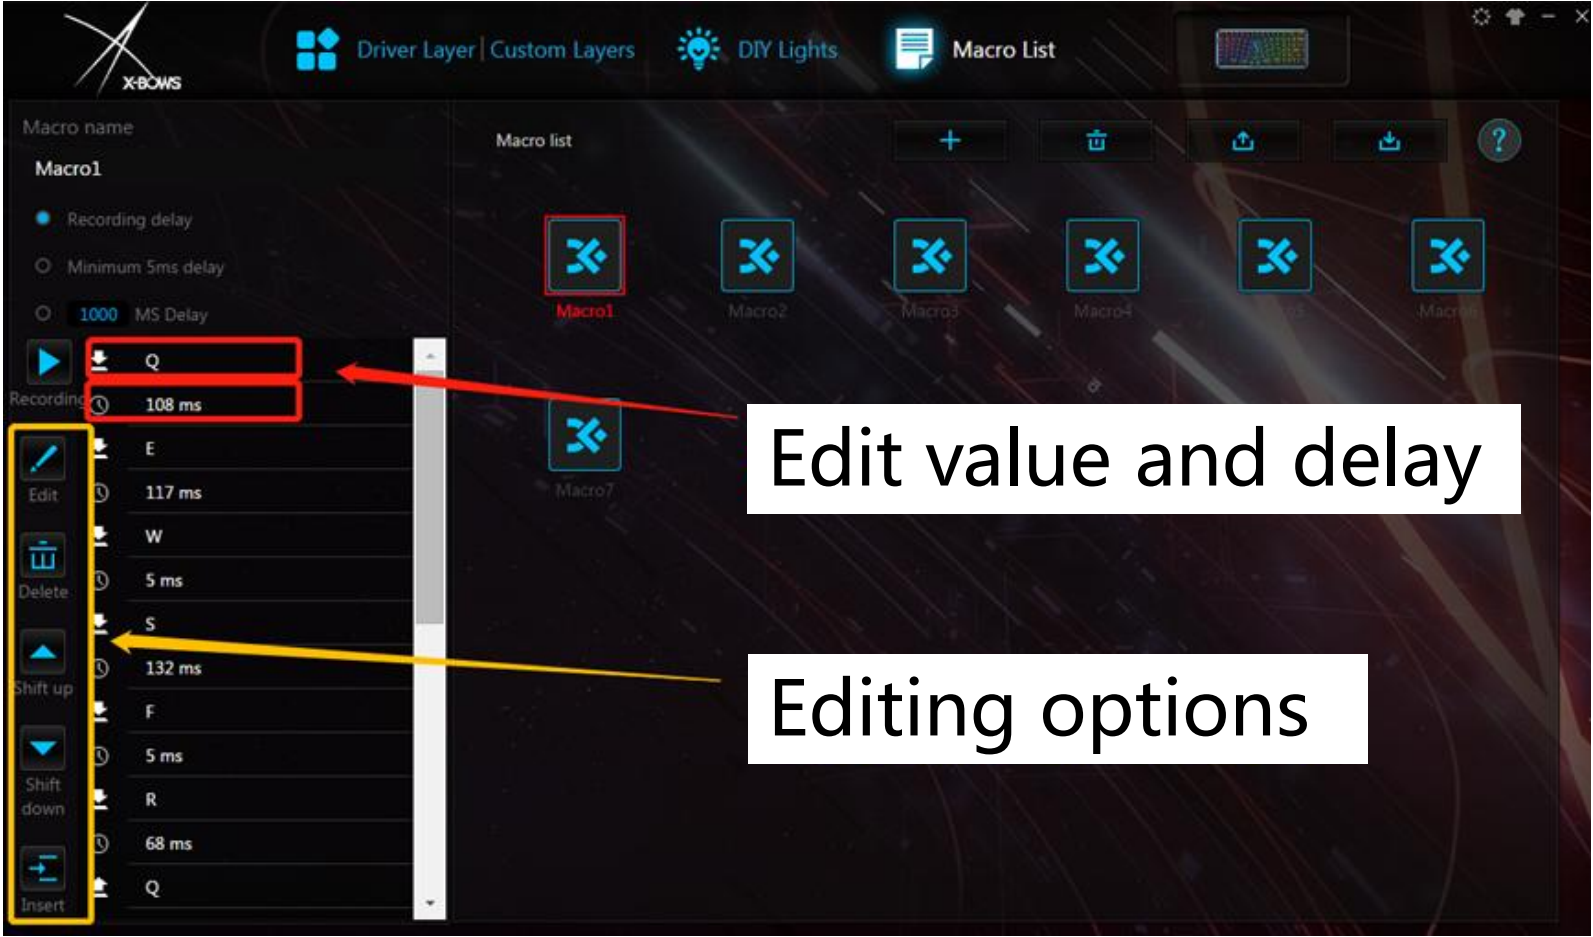 X-BOWS
Driver Layer | Custom Layers
DIY Lights
Macro List
Macro name
Macro1
Recording delay
Minimum 5ms delay
1000 MS Delay
Recording
Edit
Delete
Shift up
Shift
down
Insert
Q
108 ms
E
117 ms
W
5 ms
S
132 ms
F
5 ms
R
68 ms
Q
Macro list
?
Macro1
Macro2
Macro3
Macro4
Macro6
Macro7
Edit value and delay
Editing options